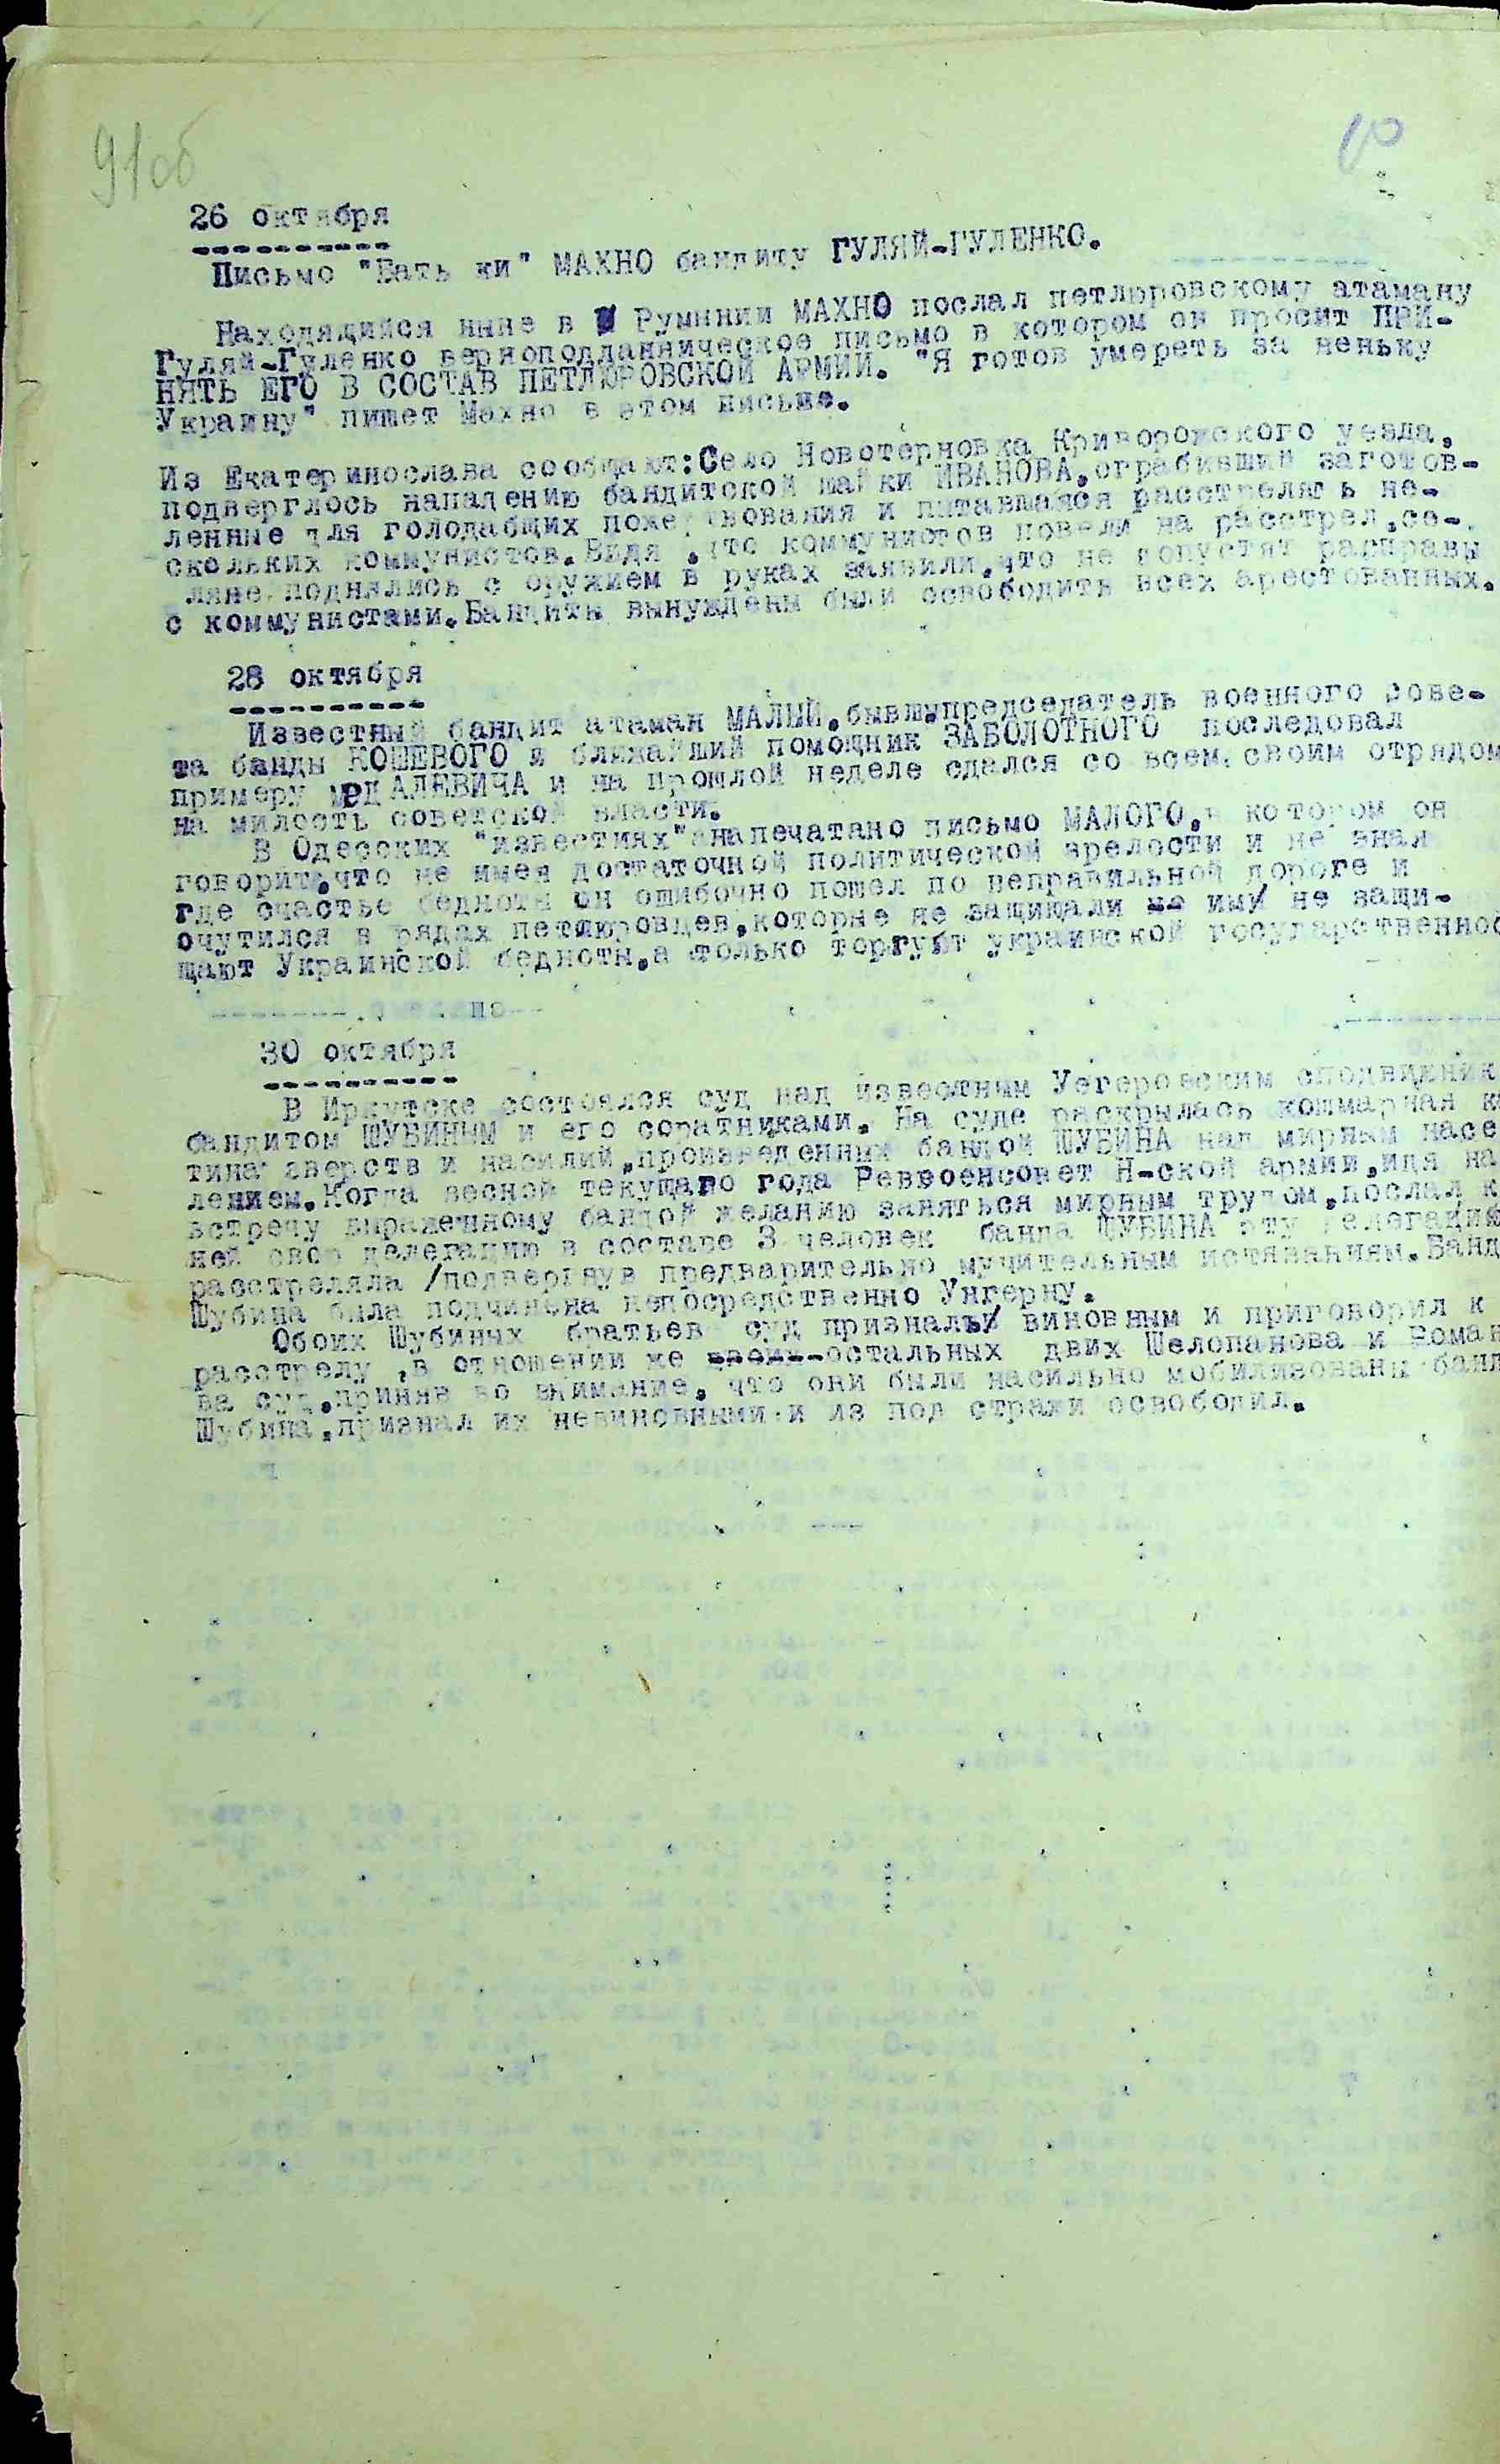 91об
10
26 октября
----------
Письмо "Бать ки" МАХНО бандиту ГУЛЯЙ-ГУЛЕНКО.
Находящийся ныне в Румынии МАХНО послал петлюровскому атаману
Гуляй-Гуленко верноподданническое письмо в котором он просит ПРИ-
НЯТЬ ЕГО В СОСТАВ ПЕТЛЮРОВСКОЙ АРМИИ. "Я готов умереть за неньку
Украину" пишет Махно в этом письме.
Из Екатеринослава сообщают:Село Новотерновка Криворожского уезда,
подверглось нападению бандитской шайки ИВАНОВА,ограбивший заготов-
ленные для голодабщих пожертвования и пытавшаяся расстрелять не-
скольких коммунистов.Видя ,что коммунистов повели на расстрел,се-
ляне поднялись с оружием в руках заявили,что не допустят расправы
с коммунистами.Бандиты вынуждены были освободить всех арестованных.
28 октября
----------
Известный бандит атаман МАЛЫЙ,бывш.председатель военного сове-
та банды КОШЕВОГО и ближайший помощник ЗАБОЛОТНОГО последовал
примеру АЛЕВИЧА и на прошлой неделе сдался со всем своим отрядом
на милость советской власти.
В Одесских "известиях" напечатано письмо МАЛОГО,в котором он
говорит,что не имея достаточной политической зрелости и не зная
где счастье бедноты он ошибочно пошел по неправильной дороге и
очутился в рядах петлюровцев,которые не защищали не защи-
щают Украинской бедноты,а только торгубт украинской государственнос
30 октября
----------
В Иркутске состоялся суд над известным Унгеровским сподвижник
бандитом ШУБИНЫМ и его соратниками. На суде раскрылась кошмарная к
тина зверств и насилий,произведенных бандой ШУБИНА над мирным насе
лением.Когда весной текущаго года Реввоенсовет Н-ской армии,идя на
встречу выраженному бандой желанию заняться мирным трудом,послал к
ней свою делегацию в составе 3 человек банда ШУБИНА эту делегацию
расстреляла /подвергнув предварительно мучительным истязаниям.Банд
Шубина была подчинена непосредственно Унгерну.
Обоих Шубиных братьев суд признал виновным и приговорил к
расстрелу ,в отношении же остальных двих Шелопанова и Роман
ва суд,приняв во внимание, что они были насильно мобилизованы банд
Шубина,признал их невиновными и из под стражи освободил.